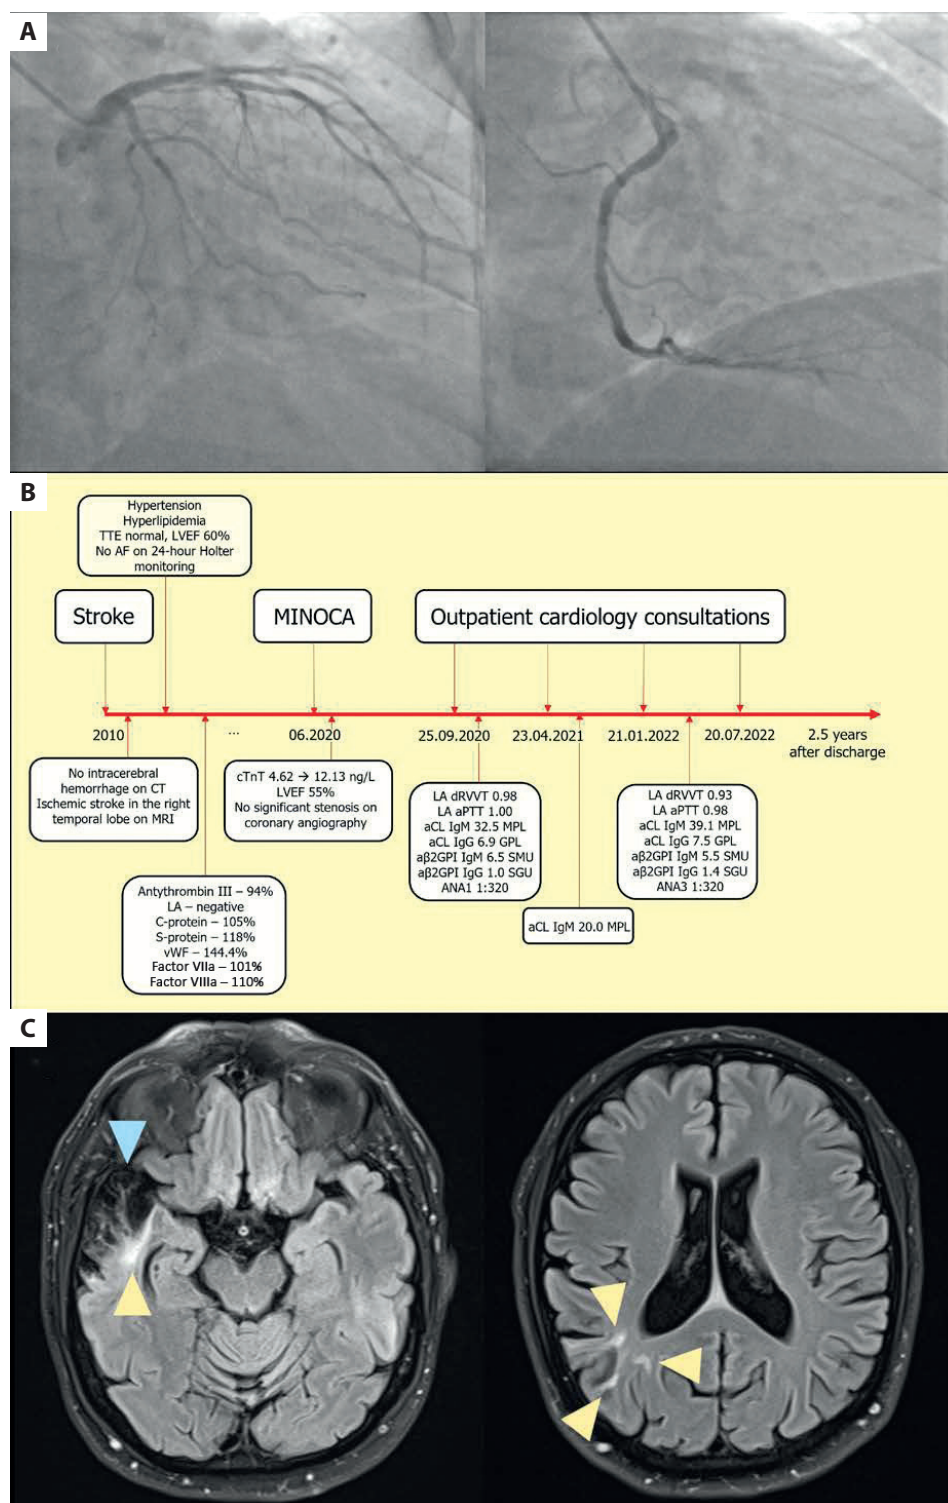 A
B
Hypertension
Hyperlipidemia
TTE normal, LVEF 60%
No AF on 24-hour Holter
monitoring
Stroke
MINOCA
Outpatient cardiology consultations
2010
...
06.2020
25.09.2020
23.04.2021
21.01.2022
20.07.2022
2.5 years
after discharge
No intracerebral
hemorrhage on CT
Ischemic stroke in the right
temporal lobe on MRI
cTnT 4.62 → 12.13 ng/L
LVEF 55%
No significant stenosis on
coronary angiography
LA dRVVT 0.98
LA aPTT 1.00
aCL IgM 32.5 MPL
aCL IgG 6.9 GPL
aβ2GPI IgM 6.5 SMU
aβ2GPI IgG 1.0 SGU
ANA1 1:320
LA dRVVT 0.93
LA aPTT 0.98
aCL IgM 39.1 MPL
aCL IgG 7.5 GPL
aβ2GPI IgM 5.5 SMU
aβ2GPI IgG 1.4 SGU
ANA3 1:320
Antythrombin III – 94%
LA – negative
C-protein – 105%
S-protein – 118%
vWF – 144.4%
Factor VIIa – 101%
Factor VIIIa – 110%
aCL IgM 20.0 MPL
C